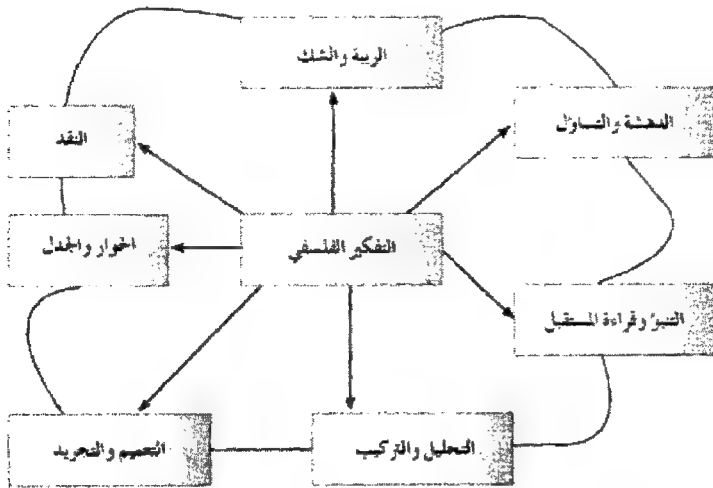 الريبة والشك
الدهشة والتساؤل
النقد
التفكير الفلسفي
الحوار والجدل
التنبؤ وقراءة المستقبل
التحليل والتركيب
التعميم والتجريد